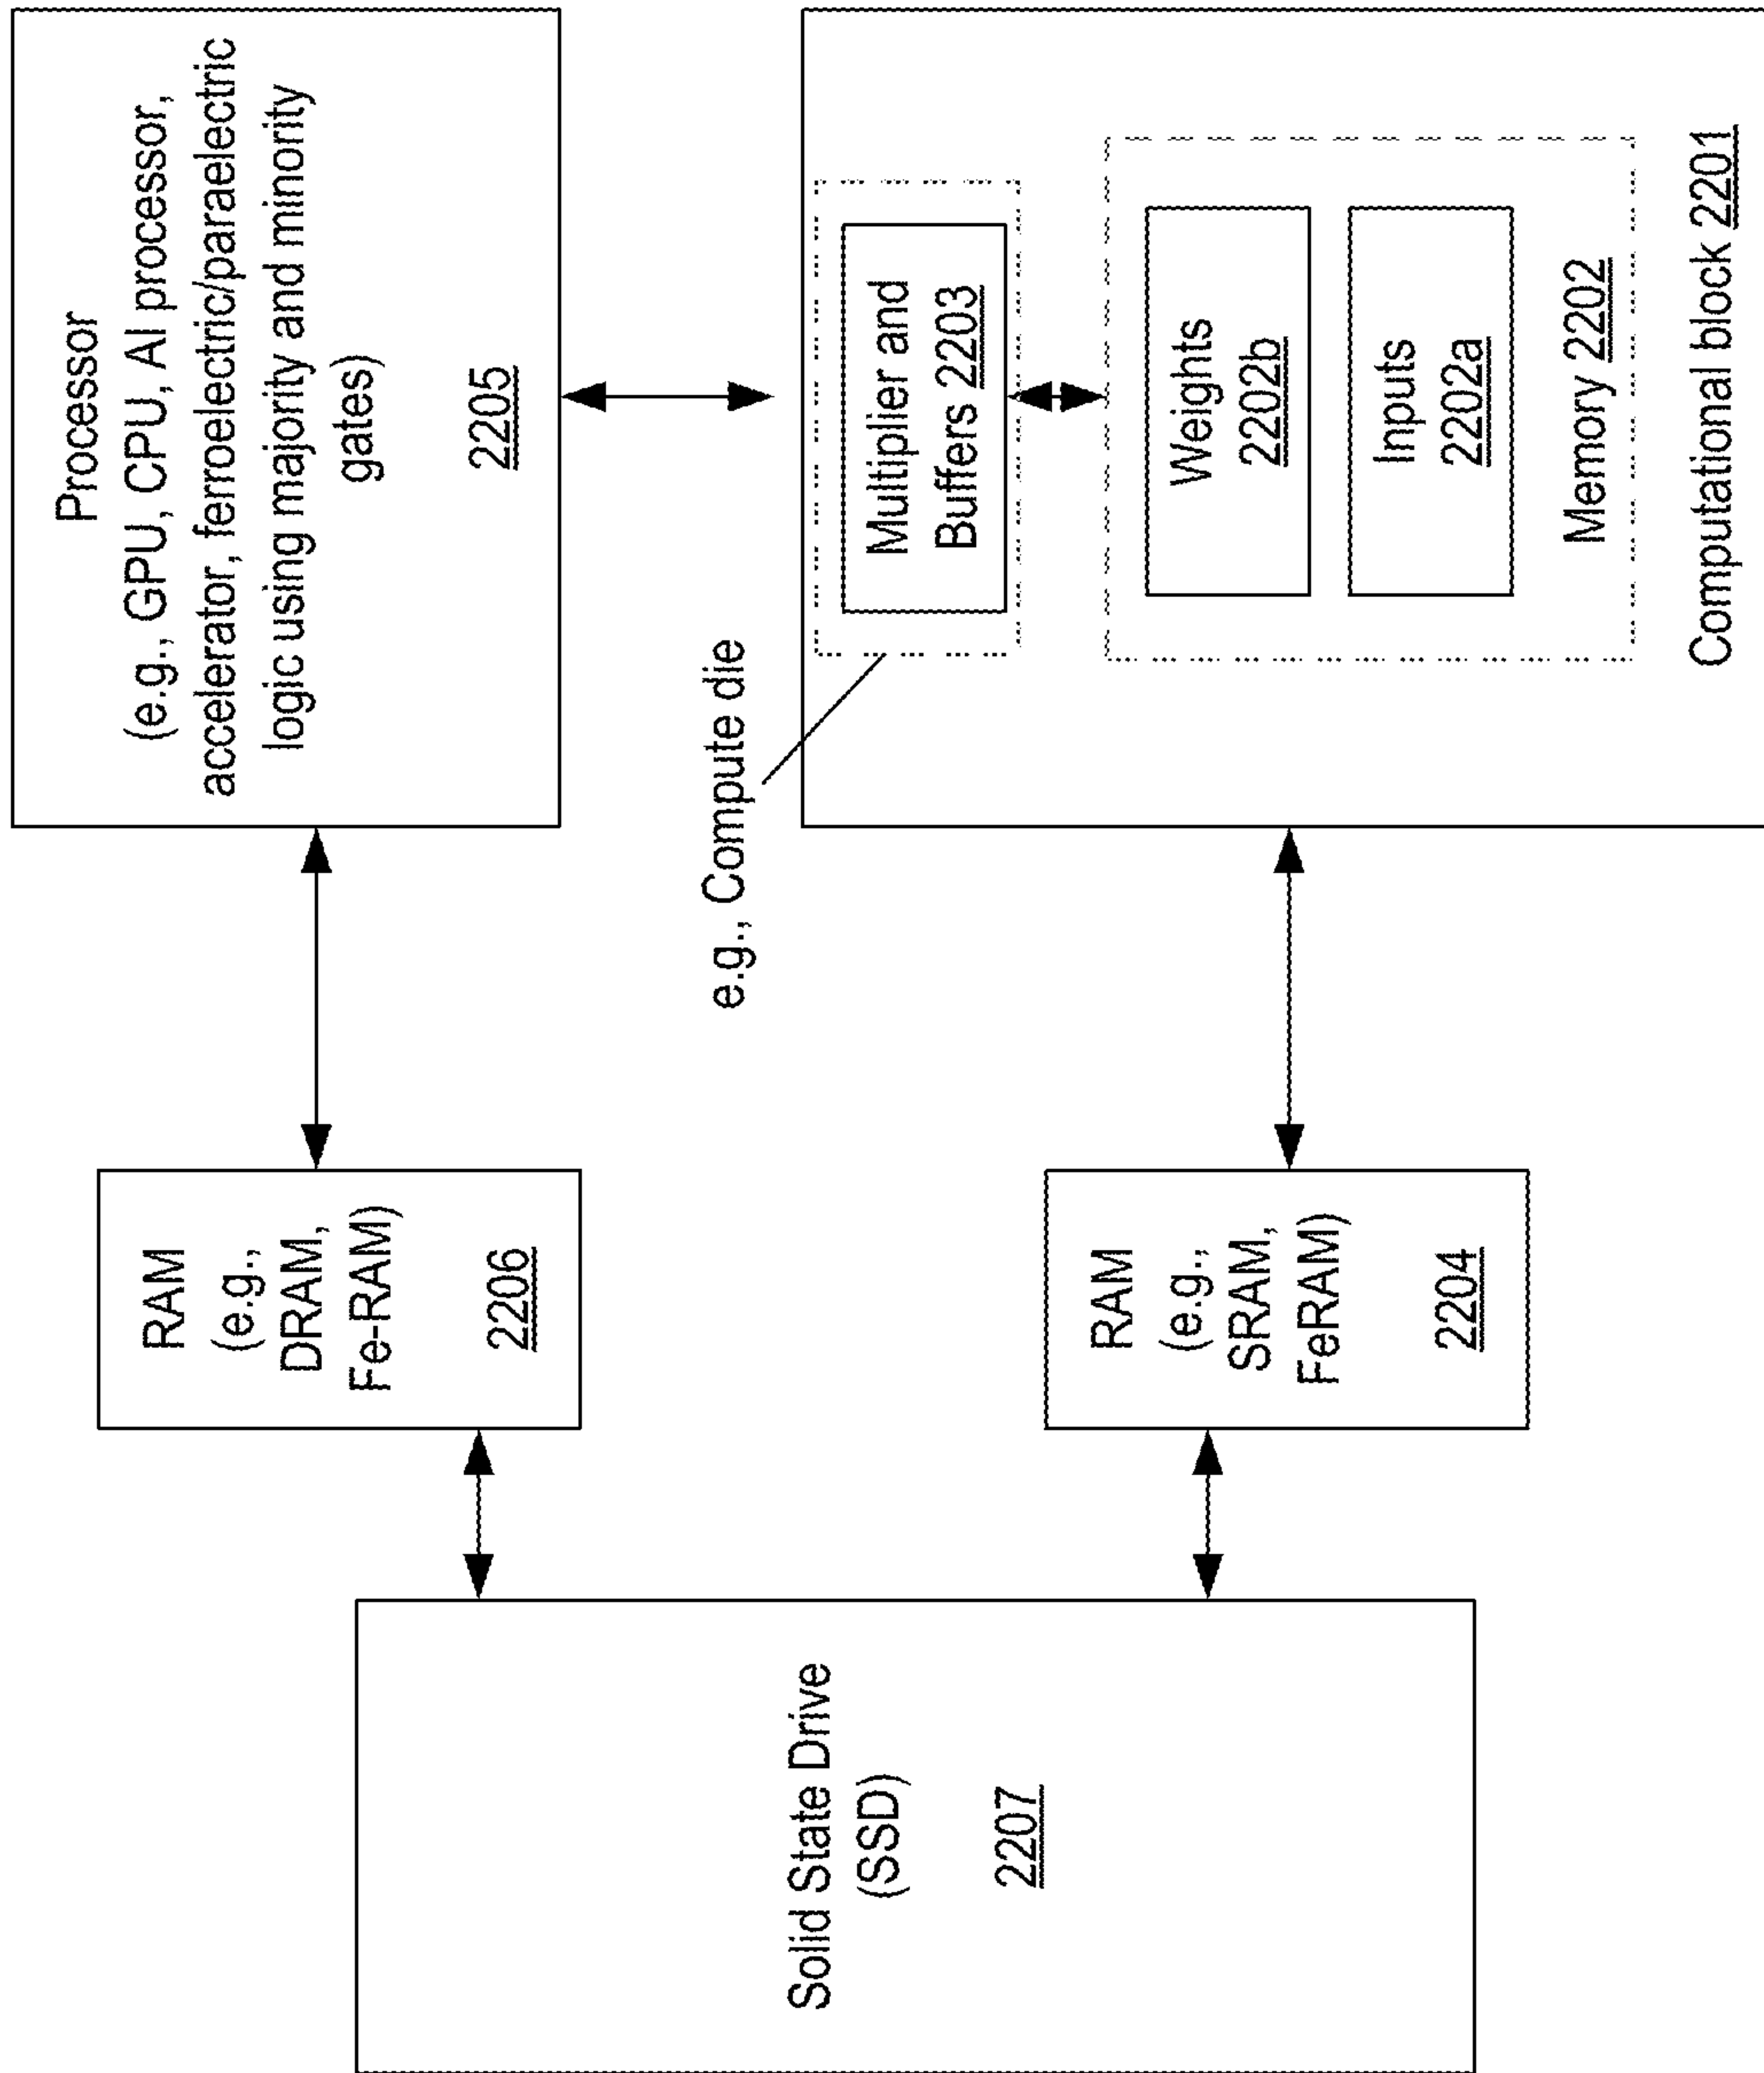 Processor
(e.g., GPU, CPU, AI processor,
accelerator, ferroelectric/paraelectric
logic using majority and minority
gates)
2205
RAM
(e.g.,
DRAM,
Fe-RAM)
2206
e.g., Compute die
Multiplier and
Buffers 2203
Weights
2202b
Inputs
2202a
Memory 2202
Computational block 2201
RAM
(e.g.,
SRAM,
FeRAM)
2204
Solid State Drive
(SSD)
2207